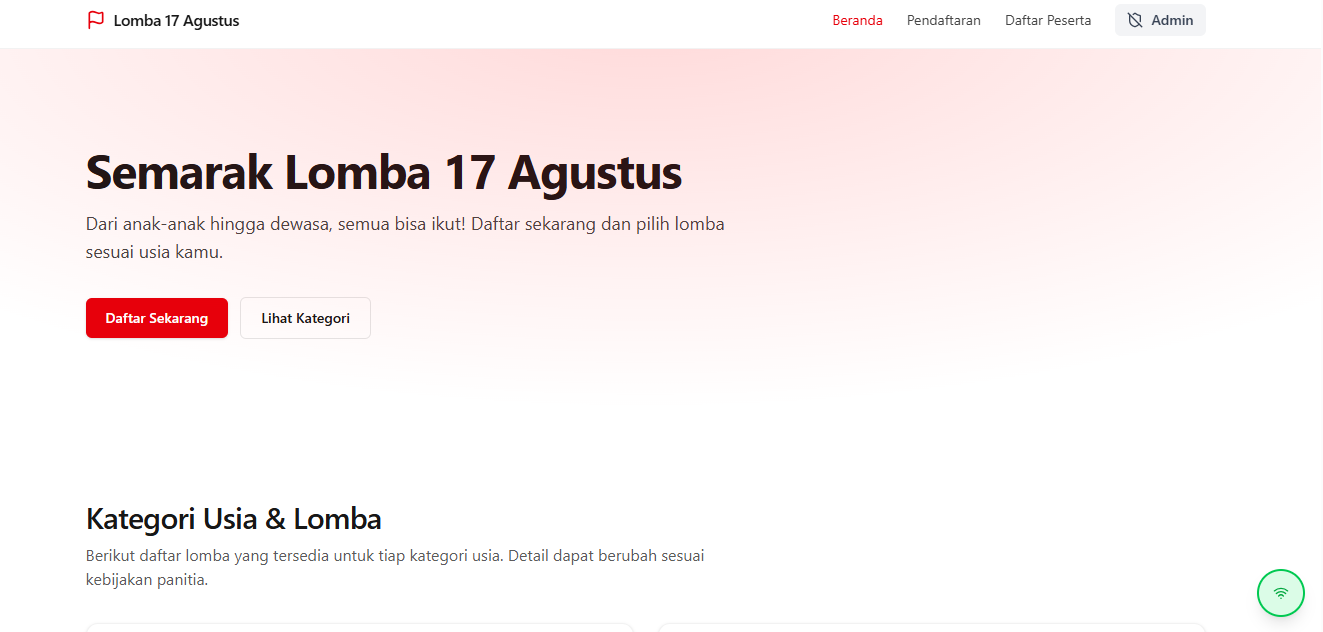 Lomba 17 Agustus
Beranda
Pendaftaran
Daftar Peserta
Admin
Semarak Lomba 17 Agustus
Dari anak-anak hingga dewasa, semua bisa ikut! Daftar sekarang dan pilih lomba
sesuai usia kamu.
Daftar Sekarang
Lihat Kategori
Kategori Usia & Lomba
Berikut daftar lomba yang tersedia untuk tiap kategori usia. Detail dapat berubah sesuai
kebijakan panitia.